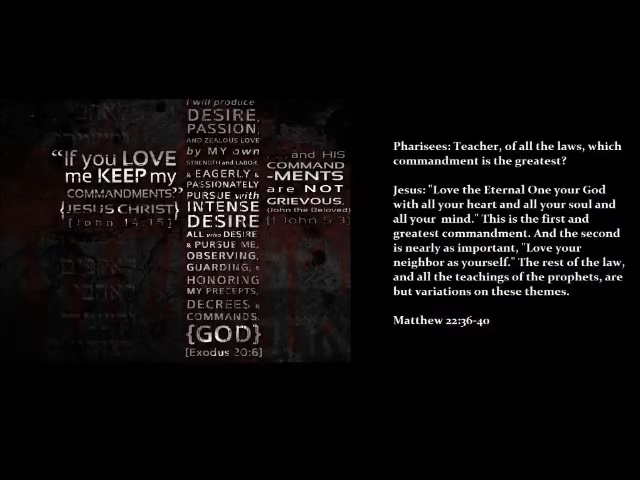 “If you LOVE
me KEEP my
COMMANDMENTS.”
{JESUS CHRIST}
[John 14:15]
I will produce
DESIRE,
PASSION,
AND ZEALOUS LOVE
by MY own
STRENGTH and LABOR,
& EAGERLY &
PASSIONATELY
PURSUE with
INTENSE
DESIRE
ALL who DESIRE
& PURSUE ME,
OBSERVING,
GUARDING, &
HONORING
MY PRECEPTS,
DECREES &
COMMANDS.
{GOD}
[Exodus 20:6]
and HIS
COMMAND
-MENTS
are NOT
GRIEVOUS.
{John the Beloved}
[I John 5:3]
Pharisees: Teacher, of all the laws, which
commandment is the greatest?
Jesus: "Love the Eternal One your God
with all your heart and all your soul and
all your mind." This is the first and
greatest commandment. And the second
is nearly as important, "Love your
neighbor as yourself." The rest of the law,
and all the teachings of the prophets, are
but variations on these themes.
Matthew 22:36-40